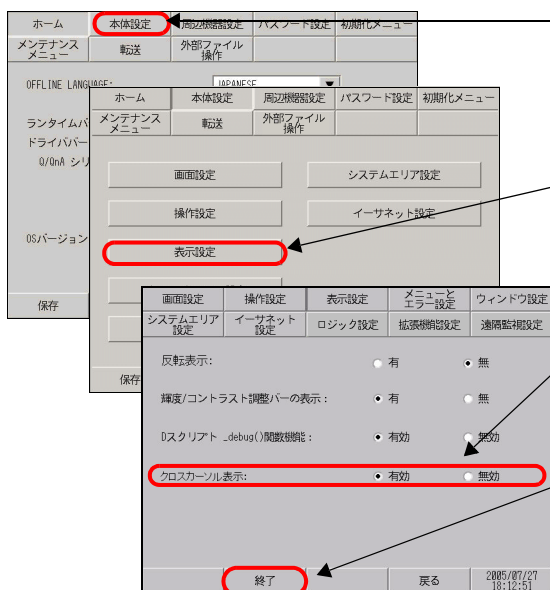 ホーム 本体設定 周辺機器設定 パスワード設定 初期化メニュー
メンテナンス メニュー 転送 外部ファイル 操作
OFFLINE LANGUAGE: JAPANESE
ランタイムバ
ドライババー
Q/QnA シリ
OSバージョン
保存
ホーム 本体設定 周辺機器設定 パスワード設定 初期化メニュー
メンテナンス メニュー 転送 外部ファイル 操作
画面設定 システムエリア設定
操作設定 イーサネット設定
表示設定
保存
画面設定 操作設定 表示設定 メニューと エラー設定 ウィンドウ設定
システムエリア 設定 イーサネット 設定 ロジック設定 拡張機能設定 遠隔監視設定
反転表示: 有 無
輝度/コントラスト調整バーの表示: 有 無
Dスクリプト _debug()関数機能: 有効 無効
クロスカーソル表示: 有効 無効
終了 戻る 2005/07/27
18:12:51